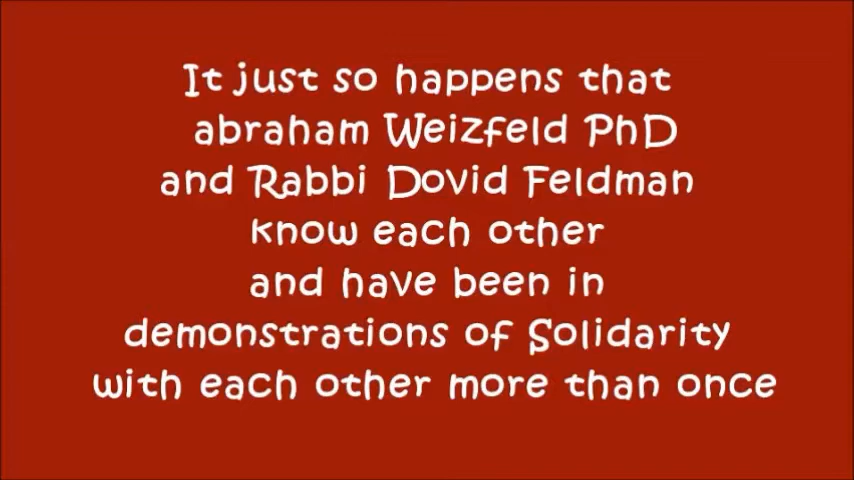 It just so happens that
abraham Weizfeld PhD
and Rabbi Dovid Feldman
know each other
and have been in
demonstrations of Solidarity
with each other more than once